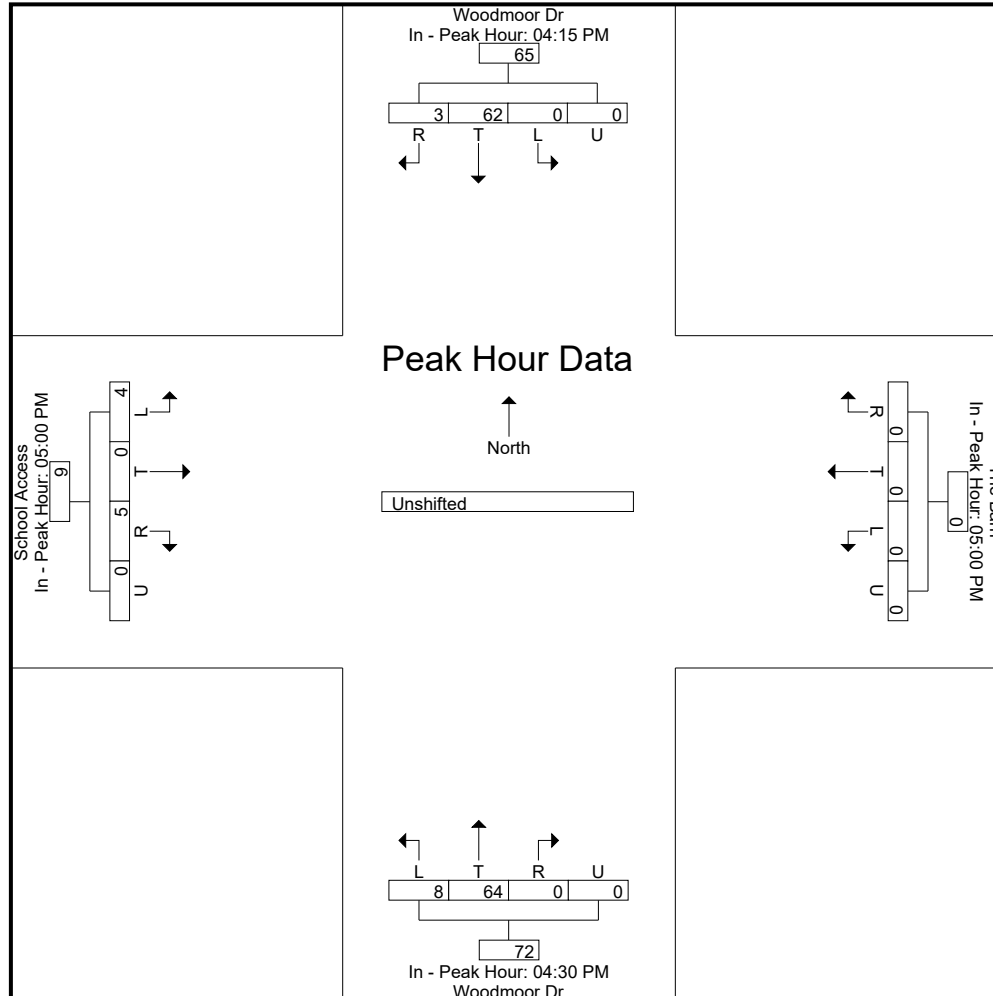 Woodmoor Dr
In - Peak Hour: 04:15 PM
65
3 62 0 0
R T L U
Peak Hour Data
North
Unshifted
School Access
In - Peak Hour: 05:00 PM
9
4 0 5 0
L T R U
R T L U
0 0 0 0
0
In - Peak Hour: 05:00 PM
L T R U
8 64 0 0
72
In - Peak Hour: 04:30 PM
Woodmoor Dr